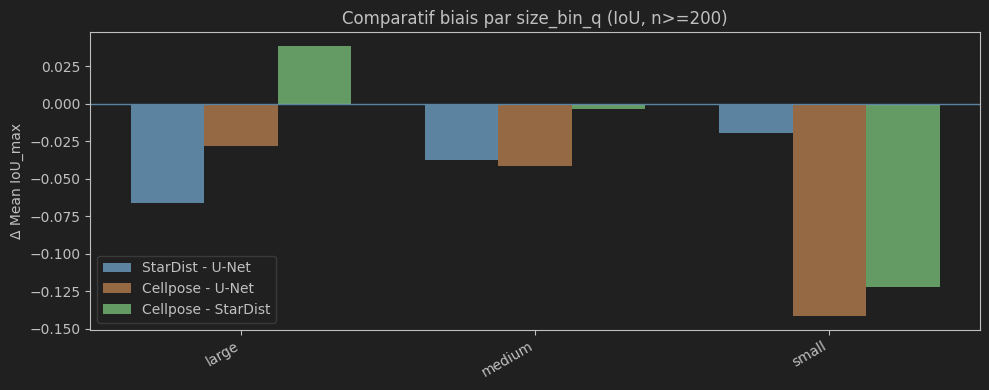 Comparatif biais par size_bin_q (IoU, n>=200)
Δ Mean IoU_max
0.025
0.000
−0.025
−0.050
−0.075
−0.100
−0.125
−0.150
StarDist - U-Net
Cellpose - U-Net
Cellpose - StarDist
large
medium
small